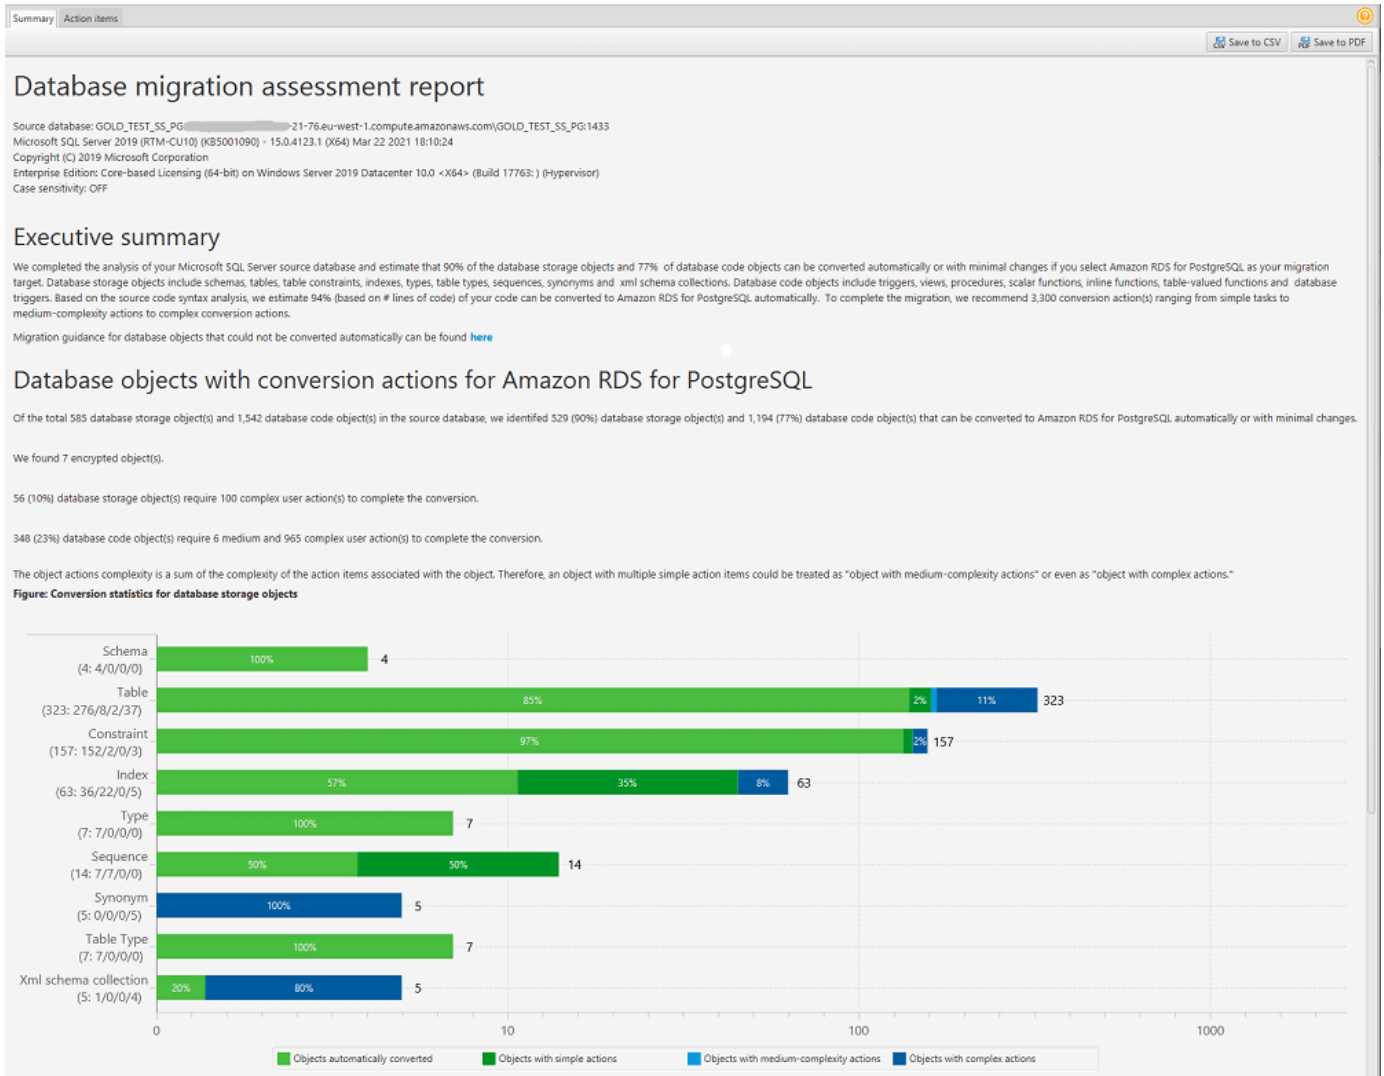 Summary Action items
Save to CSV Save to PDF
Database migration assessment report
Source database: GOLD_TEST_SS_PG -21-76.eu-west-1.compute.amazonaws.com\GOLD_TEST_SS_PG:1433
Microsoft SQL Server 2019 (RTM-CU10) (KB5001090) - 15.0.4123.1 (X64) Mar 22 2021 18:10:24
Copyright (C) 2019 Microsoft Corporation
Enterprise Edition: Core-based Licensing (64-bit) on Windows Server 2019 Datacenter 10.0 <X64> (Build 17763: ) (Hypervisor)
Case sensitivity: OFF
Executive summary
We completed the analysis of your Microsoft SQL Server source database and estimate that 90% of the database storage objects and 77% of database code objects can be converted automatically or with minimal changes if you select Amazon RDS for PostgreSQL as your migration
target. Database storage objects include schemas, tables, table constraints, indexes, types, table types, sequences, synonyms and xml schema collections. Database code objects include triggers, views, procedures, scalar functions, inline functions, table-valued functions and database
triggers. Based on the source code syntax analysis, we estimate 94% (based on # lines of code) of your code can be converted to Amazon RDS for PostgreSQL automatically. To complete the migration, we recommend 3,300 conversion action(s) ranging from simple tasks to
medium-complexity actions to complex conversion actions.
Migration guidance for database objects that could not be converted automatically can be found here
Database objects with conversion actions for Amazon RDS for PostgreSQL
Of the total 585 database storage object(s) and 1,542 database code object(s) in the source database, we identifed 529 (90%) database storage object(s) and 1,194 (77%) database code object(s) that can be converted to Amazon RDS for PostgreSQL automatically or with minimal changes.
We found 7 encrypted object(s).
56 (10%) database storage object(s) require 100 complex user action(s) to complete the conversion.
348 (23%) database code object(s) require 6 medium and 965 complex user action(s) to complete the conversion.
The object actions complexity is a sum of the complexity of the action items associated with the object. Therefore, an object with multiple simple action items could be treated as "object with medium-complexity actions" or even as "object with complex actions."
Figure: Conversion statistics for database storage objects
Schema
(4: 4/0/0/0)
100% 4
Table
(323: 276/8/2/37)
85% 2% 11% 323
Constraint
(157: 152/2/0/3)
97% 2% 157
Index
(63: 36/22/0/5)
57% 35% 8% 63
Type
(7: 7/0/0/0)
100% 7
Sequence
(14: 7/7/0/0)
50% 50% 14
Synonym
(5: 0/0/0/5)
100% 5
Table Type
(7: 7/0/0/0)
100% 7
Xml schema collection
(5: 1/0/0/4)
20% 80% 5
0 10 100 1000
Objects automatically converted Objects with simple actions Objects with medium-complexity actions Objects with complex actions